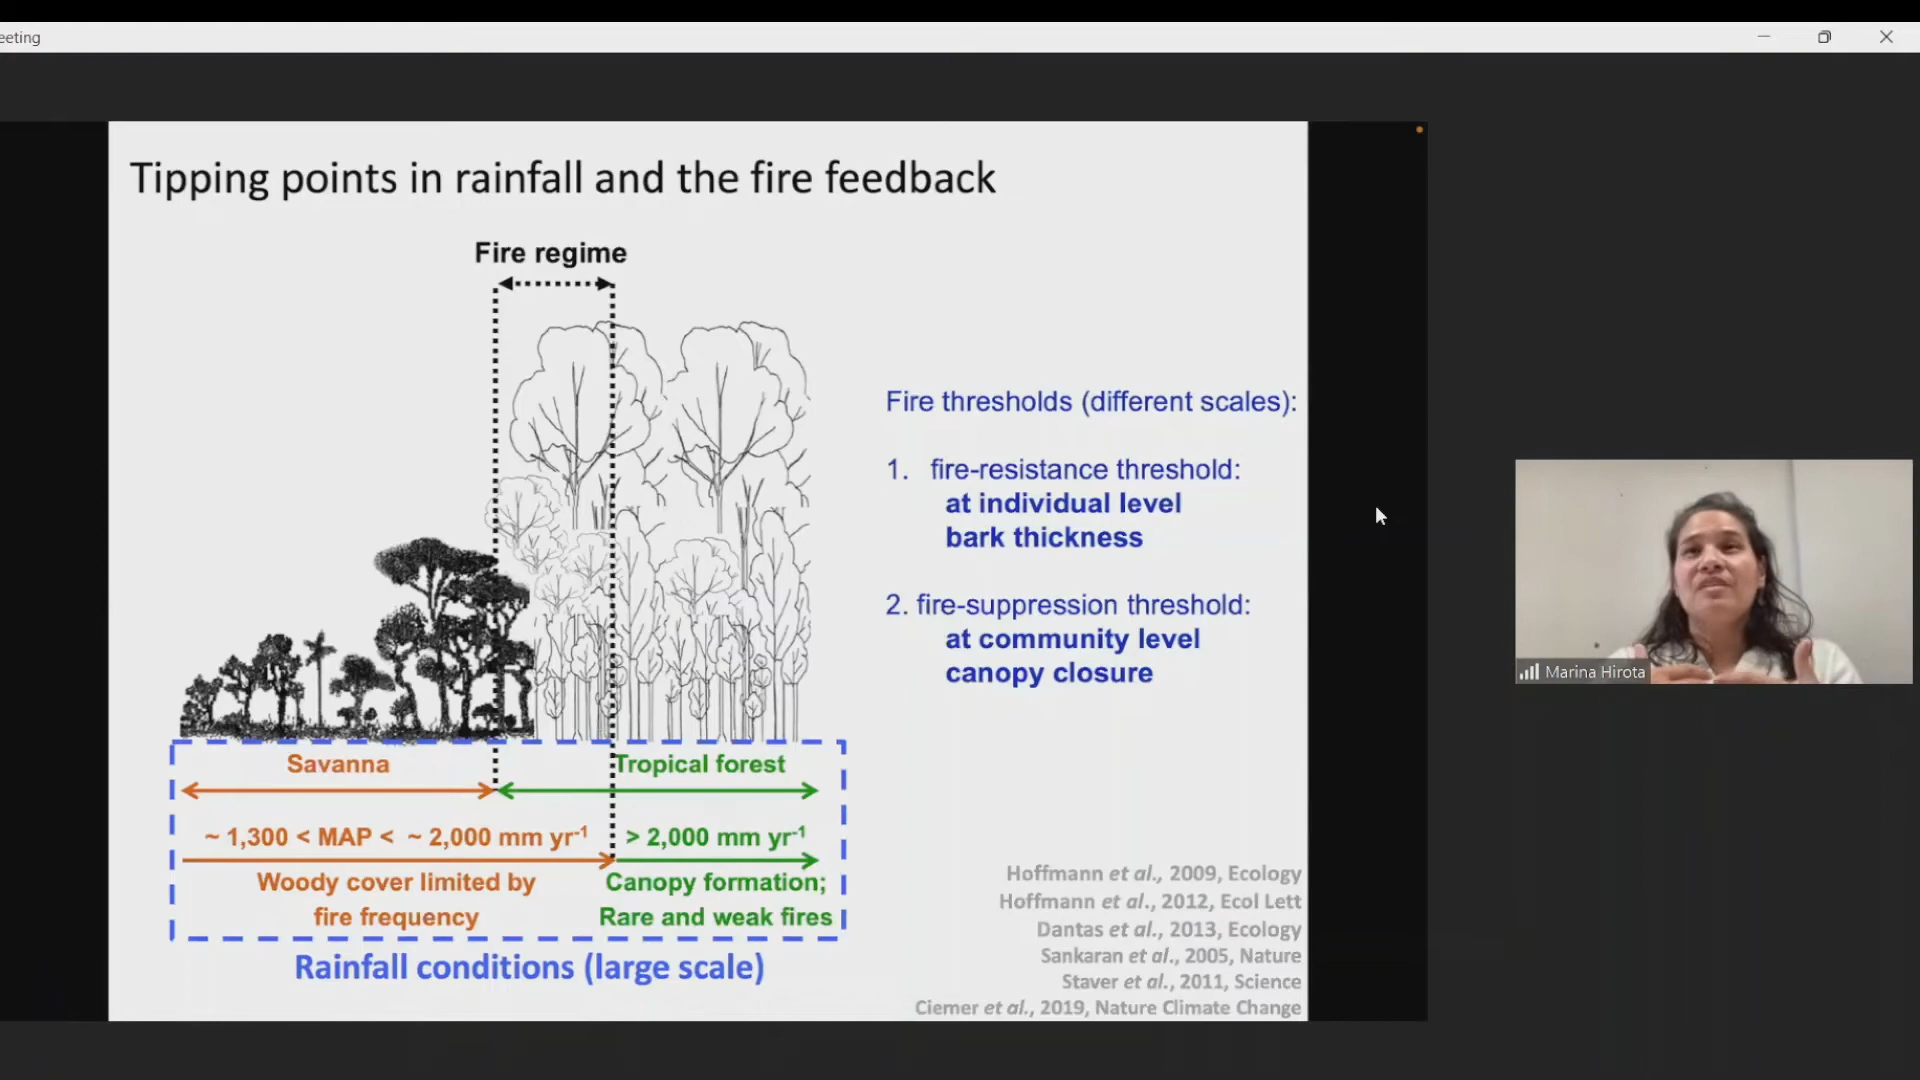 eeting
Tipping points in rainfall and the fire feedback
Fire regime
Fire thresholds (different scales):
1. fire-resistance threshold:
at individual level
bark thickness
2. fire-suppression threshold:
at community level
canopy closure
Marina Hirota
Savanna
Tropical forest
~ 1,300 < MAP < ~ 2,000 mm yr-1
> 2,000 mm yr-1
Woody cover limited by
fire frequency
Canopy formation;
Rare and weak fires
Rainfall conditions (large scale)
Hoffmann et al., 2009, Ecology
Hoffmann et al., 2012, Ecol Lett
Dantas et al., 2013, Ecology
Sankaran et al., 2005, Nature
Staver et al., 2011, Science
Ciemer et al., 2019, Nature Climate Change